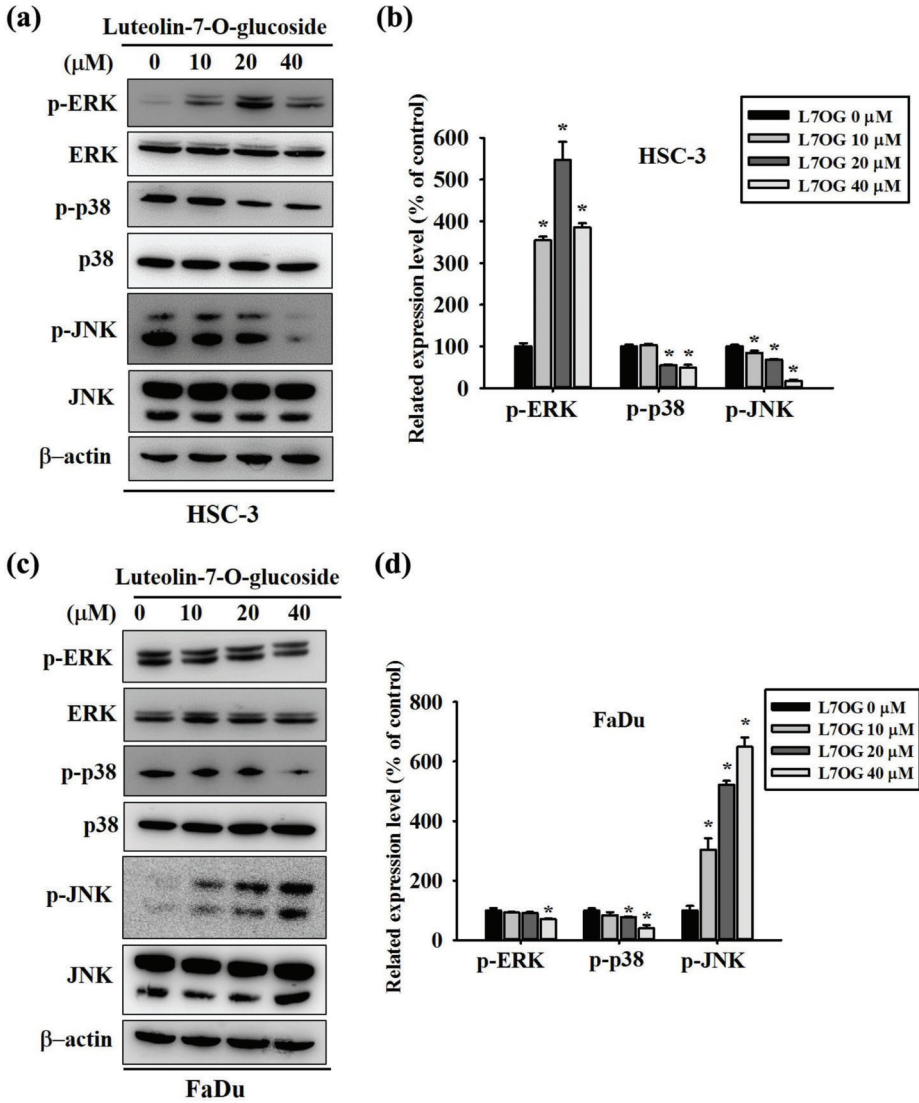 (a)
Luteolin-7-O-glucoside
(μM) 0 10 20 40
p-ERK
ERK
p-p38
p38
p-JNK
JNK
β–actin
HSC-3
(b)
Related expression level (% of control)
600
500
400
300
100
0
HSC-3
L7OG 0 μM
L7OG 10 μM
L7OG 20 μM
L7OG 40 μM
* * *
* *
* * *
p-ERK p-p38 p-JNK
(c)
Luteolin-7-O-glucoside
(μM) 0 10 20 40
p-ERK
ERK
p-p38
p38
p-JNK
JNK
β–actin
FaDu
(d)
Related expression level (% of control)
800
600
400
200
0
FaDu
L7OG 0 μM
L7OG 10 μM
L7OG 20 μM
L7OG 40 μM
*
* *
* * *
p-ERK p-p38 p-JNK